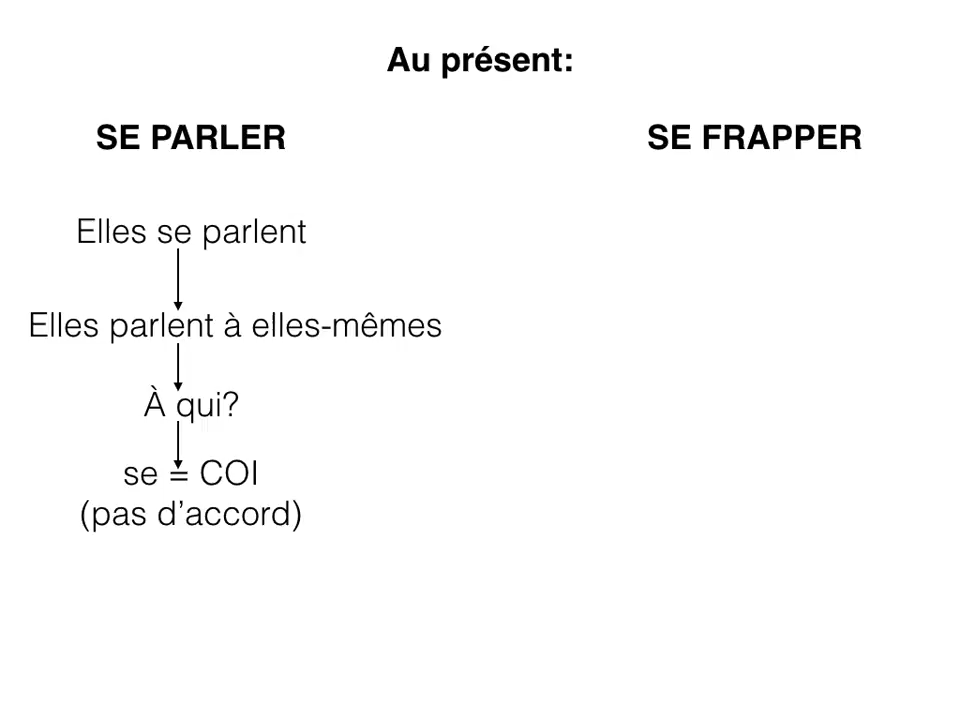 Au présent:
SE PARLER
SE FRAPPER
Elles se parlent
Elles parlent à elles-mêmes
À qui?
se = COI
(pas d’accord)